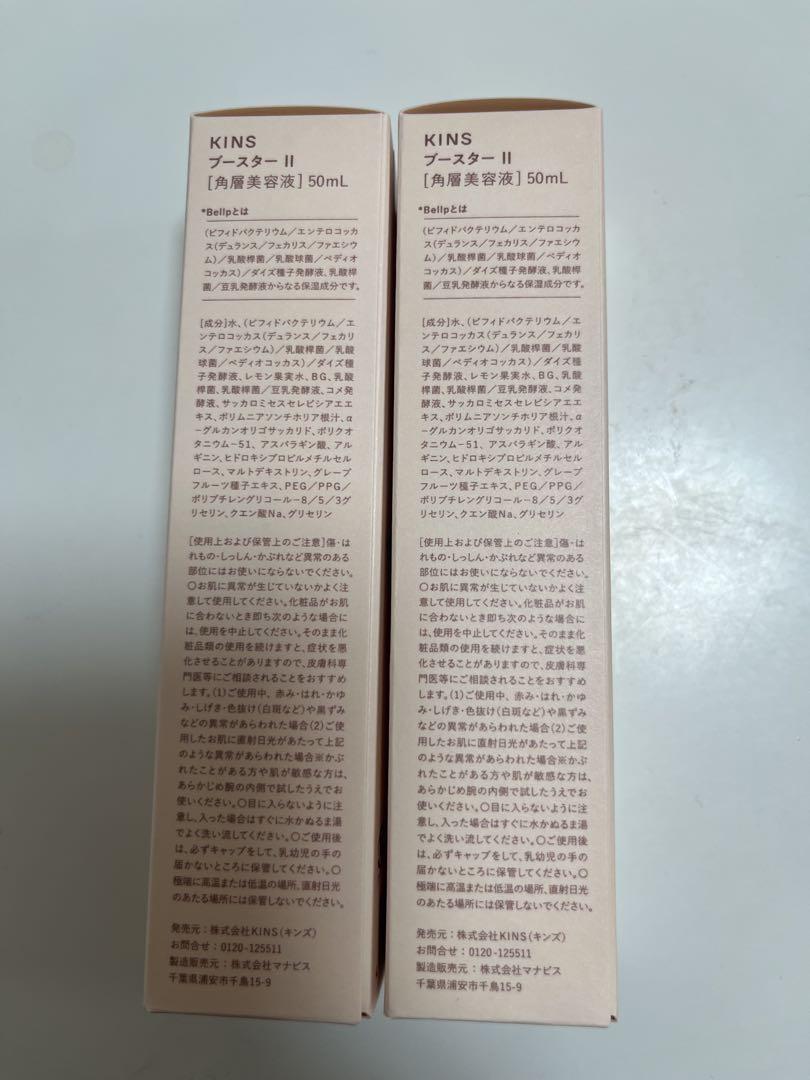 KINS
ブースター II
[角層美容液] 50mL
*Bellpとは
(ビフィドバクテリウム/エンテロコッカ
ス(デュランス/フェカリス/ファエシウ
ム)/乳酸桿菌/乳酸球菌/ペディオ
コッカス)/ダイズ種子発酵液、乳酸桿
菌/豆乳発酵液からなる保湿成分です。
[成分]水、(ビフィドバクテリウム/エ
ンテロコッカス(デュランス/フェカリ
ス/ファエシウム)/乳酸桿菌/乳酸
球菌/ペディオコッカス)/ダイズ種
子発酵液、レモン果実水、BG、乳酸
桿菌、乳酸桿菌/豆乳発酵液、コメ発
酵液、サッカロミセスセレビシアエエ
キス、ポリムニアソンチホリア根汁、α
-グルカンオリゴサッカリド、ポリクオ
タニウム-51、アスパラギン酸、アル
ギニン、ヒドロキシプロピルメチルセル
ロース、マルトデキストリン、グレープ
フルーツ種子エキス、PEG/PPG/
ポリブチレングリコール-8/5/3グ
リセリン、クエン酸Na、グリセリン
[使用上および保管上のご注意]傷・は
れもの・しっしん・かぶれなど異常のある
部位にはお使いにならないでください。
○お肌に異常が生じていないかよく注
意して使用してください。化粧品がお肌
に合わないとき即ち次のような場合に
は、使用を中止してください。そのまま化
粧品類の使用を続けますと、症状を悪
化させることがありますので、皮膚科専
門医等にご相談されることをおすすめ
します。(1)ご使用中、赤み・はれ・かゆ
み・しげき・色抜け(白斑など)や黒ずみ
などの異常があらわれた場合(2)ご使
用したお肌に直射日光があたって上記
のような異常があらわれた場合※かぶ
れたことがある方や肌が敏感な方は、
あらかじめ腕の内側で試したうえでお
使いください。○目に入らないように注
意し、入った場合はすぐに水かぬるま湯
でよく洗い流してください。○ご使用後
は、必ずキャップをして、乳幼児の手の
届かないところに保管してください。○
極端に高温または低温の場所、直射日光
のあたる場所には保管しないでください。
発売元:株式会社KINS(キンズ)
お問合せ:0120-125511
製造販売元:株式会社マナビス
千葉県浦安市千鳥15-9
KINS
ブースター II
[角層美容液] 50mL
*Bellpとは
(ビフィドバクテリウム/エンテロコッカ
ス(デュランス/フェカリス/ファエシウ
ム)/乳酸桿菌/乳酸球菌/ペディオ
コッカス)/ダイズ種子発酵液、乳酸桿
菌/豆乳発酵液からなる保湿成分です。
[成分]水、(ビフィドバクテリウム/エ
ンテロコッカス(デュランス/フェカリ
ス/ファエシウム)/乳酸桿菌/乳酸
球菌/ペディオコッカス)/ダイズ種
子発酵液、レモン果実水、BG、乳酸
桿菌、乳酸桿菌/豆乳発酵液、コメ発
酵液、サッカロミセスセレビシアエエ
キス、ポリムニアソンチホリア根汁、α
-グルカンオリゴサッカリド、ポリクオ
タニウム-51、アスパラギン酸、アル
ギニン、ヒドロキシプロピルメチルセル
ロース、マルトデキストリン、グレープ
フルーツ種子エキス、PEG/PPG/
ポリブチレングリコール-8/5/3グ
リセリン、クエン酸Na、グリセリン
[使用上および保管上のご注意]傷・は
れもの・しっしん・かぶれなど異常のある
部位にはお使いにならないでください。
○お肌に異常が生じていないかよく注
意して使用してください。化粧品がお肌
に合わないとき即ち次のような場合に
は、使用を中止してください。そのまま化
粧品類の使用を続けますと、症状を悪
化させることがありますので、皮膚科専
門医等にご相談されることをおすすめ
します。(1)ご使用中、赤み・はれ・かゆ
み・しげき・色抜け(白斑など)や黒ずみ
などの異常があらわれた場合(2)ご使
用したお肌に直射日光があたって上記
のような異常があらわれた場合※かぶ
れたことがある方や肌が敏感な方は、
あらかじめ腕の内側で試したうえでお
使いください。○目に入らないように注
意し、入った場合はすぐに水かぬるま湯
でよく洗い流してください。○ご使用後
は、必ずキャップをして、乳幼児の手の
届かないところに保管してください。○
極端に高温または低温の場所、直射日光
のあたる場所には保管しないでください。
発売元:株式会社KINS(キンズ)
お問合せ:0120-125511
製造販売元:株式会社マナビス
千葉県浦安市千鳥15-9